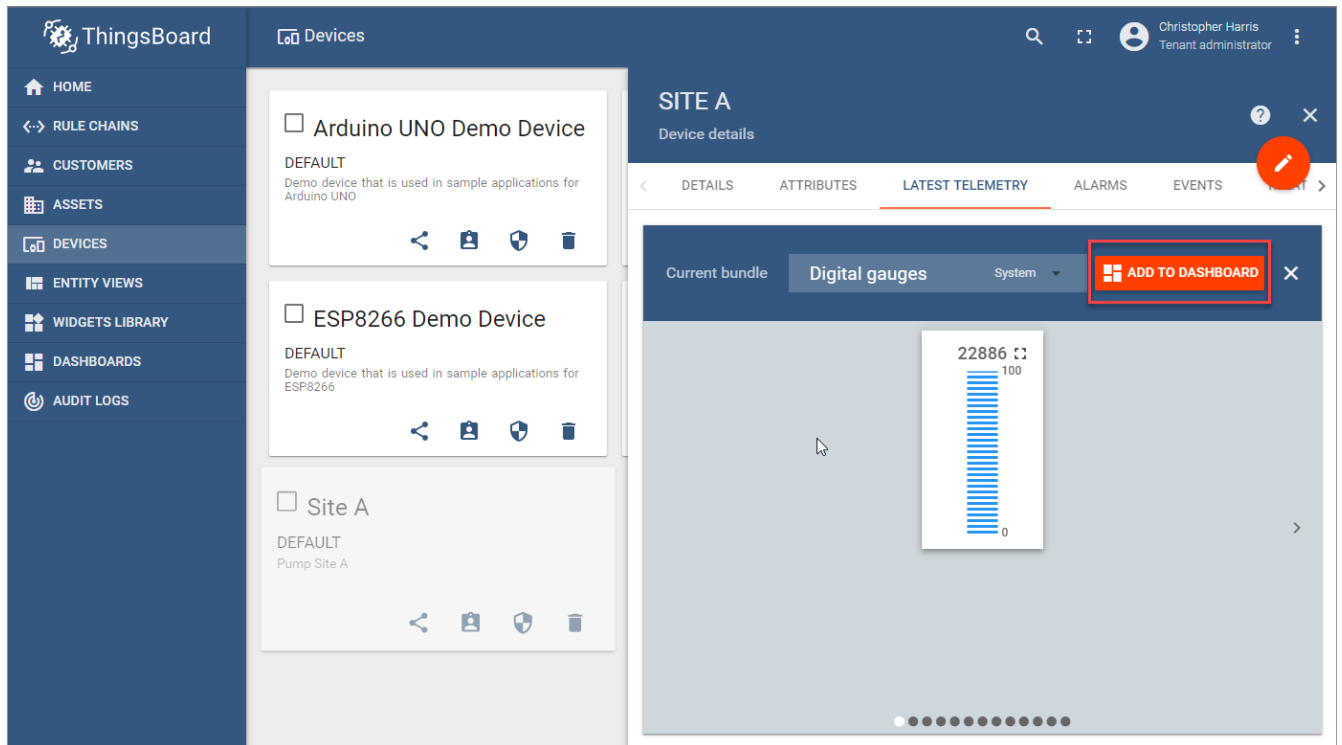 ThingsBoard
Devices
Christopher Harris
Tenant administrator
HOME
RULE CHAINS
CUSTOMERS
ASSETS
DEVICES
ENTITY VIEWS
WIDGETS LIBRARY
DASHBOARDS
AUDIT LOGS
Arduino UNO Demo Device
DEFAULT
Demo device that is used in sample applications for
Arduino UNO
ESP8266 Demo Device
DEFAULT
Demo device that is used in sample applications for
ESP8266
Site A
DEFAULT
Pump Site A
SITE A
Device details
DETAILS ATTRIBUTES LATEST TELEMETRY ALARMS EVENTS
Current bundle Digital gauges System ADD TO DASHBOARD
22886
100
0